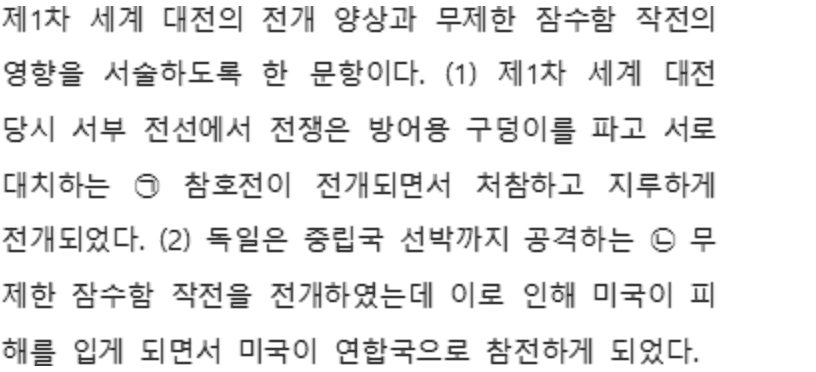 제1차 세계 대전의 전개 양상과 무제한 잠수함 작전의
영향을 서술하도록 한 문항이다. (1) 제1차 세계 대전
당시 서부 전선에서 전쟁은 방어용 구덩이를 파고 서로
대치하는 ㉠ 참호전이 전개되면서 처참하고 지루하게
전개되었다. (2) 독일은 중립국 선박까지 공격하는 ㉡ 무
제한 잠수함 작전을 전개하였는데 이로 인해 미국이 피
해를 입게 되면서 미국이 연합국으로 참전하게 되었다.